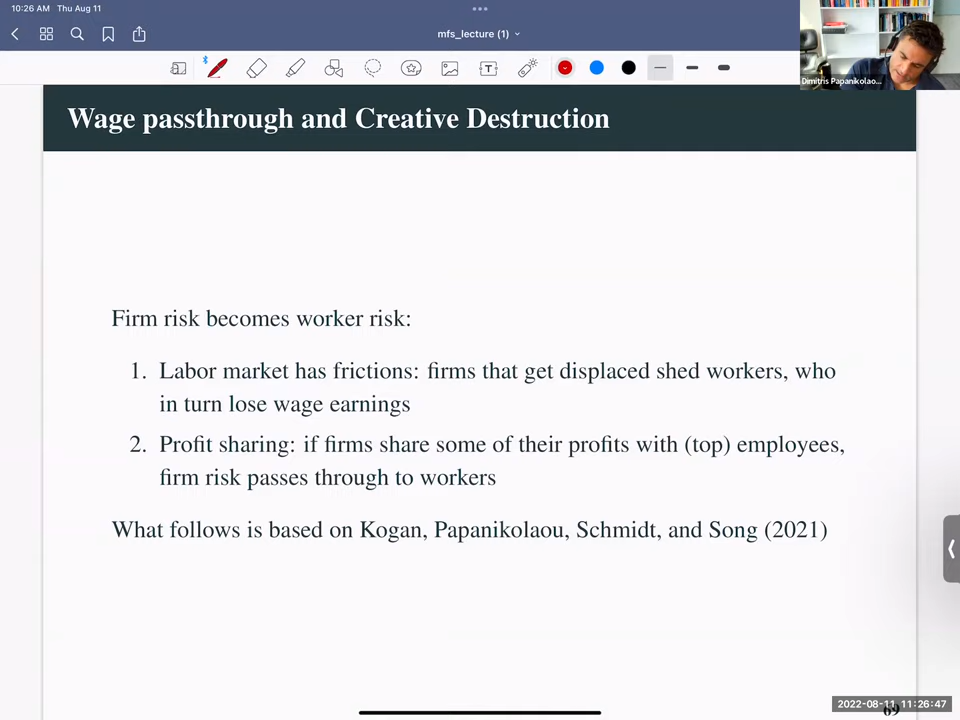 10:26 AM Thu Aug 11
mfs_lecture (1)
T
Dimitris Papanikolao...
Wage passthrough and Creative Destruction
Firm risk becomes worker risk:
1. Labor market has frictions: firms that get displaced shed workers, who
in turn lose wage earnings
2. Profit sharing: if firms share some of their profits with (top) employees,
firm risk passes through to workers
What follows is based on Kogan, Papanikolaou, Schmidt, and Song (2021)
2022-08-11 11:26:47
69